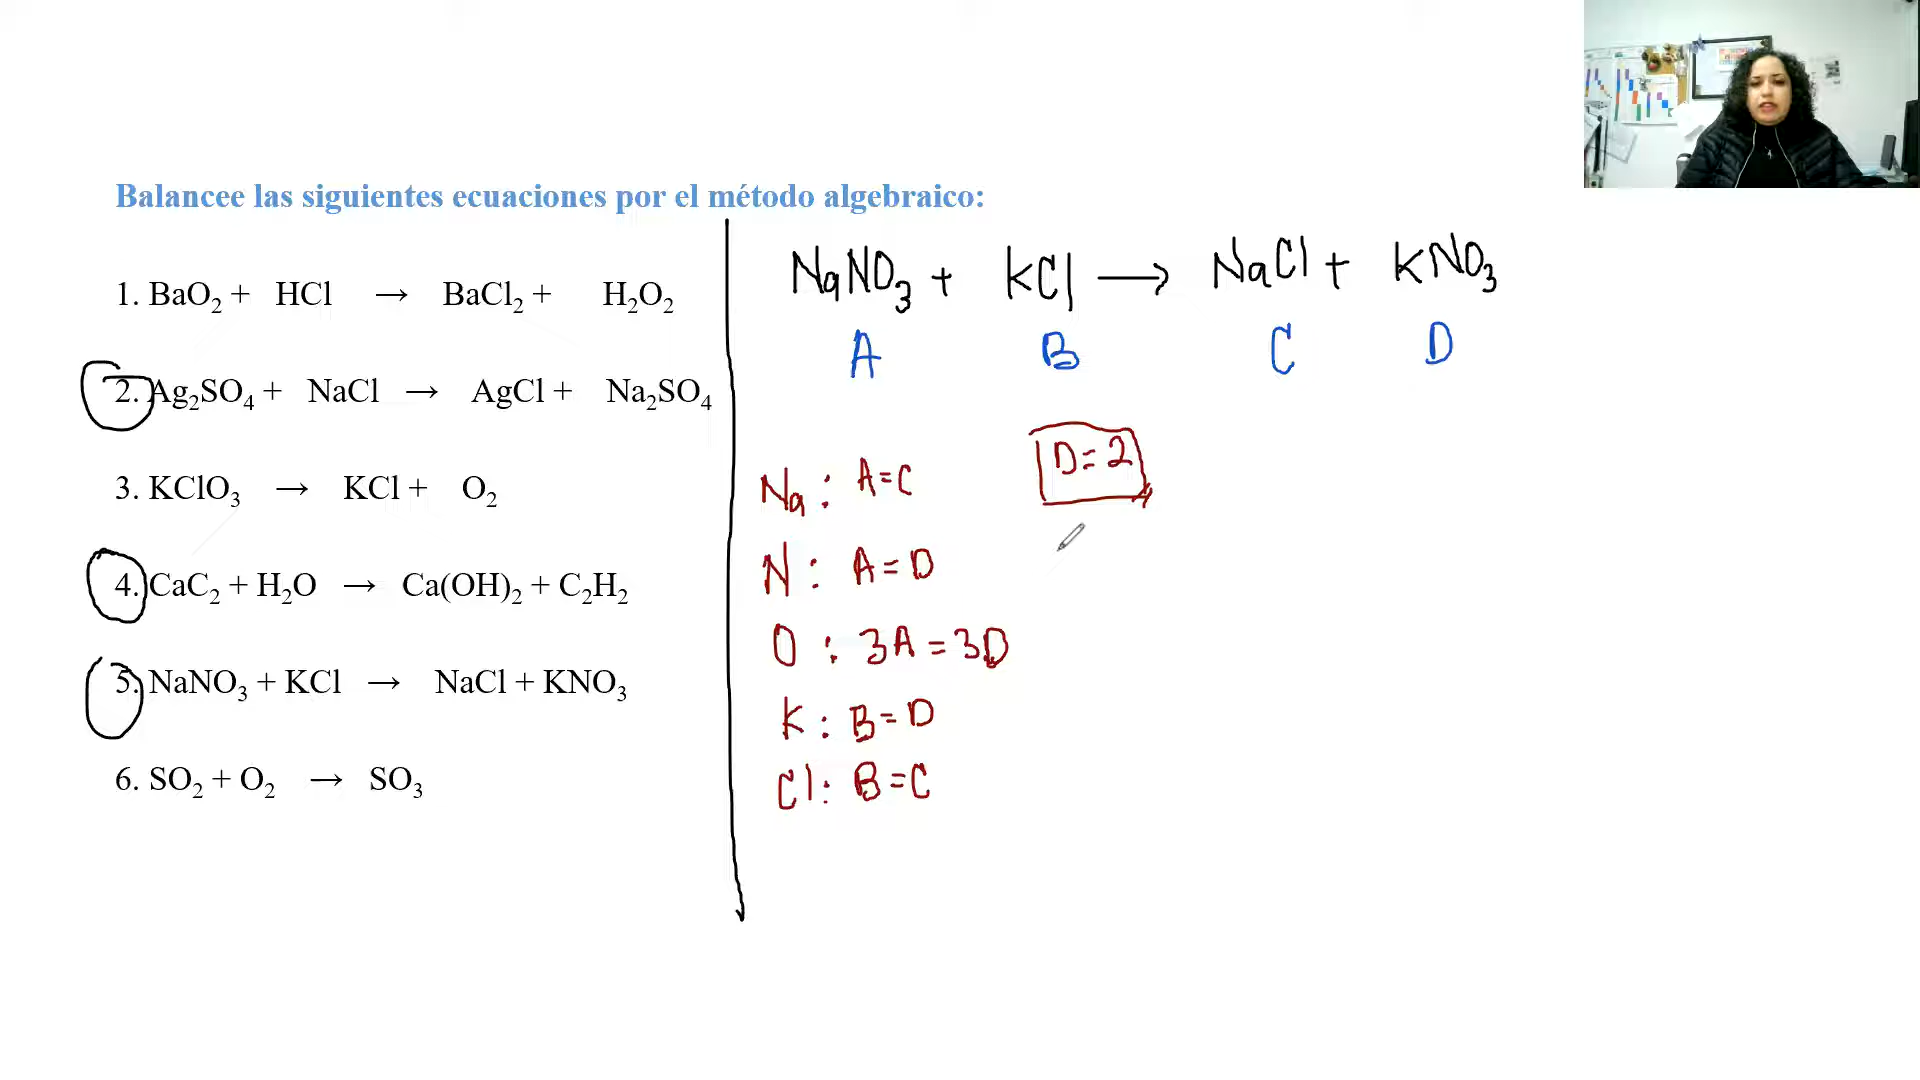 Balancee las siguientes ecuaciones por el método algebraico:
1. BaO₂ + HCl → BaCl₂ + H₂O₂
2. Ag₂SO₄ + NaCl → AgCl + Na₂SO₄
3. KClO₃ → KCl + O₂
4. CaC₂ + H₂O → Ca(OH)₂ + C₂H₂
5. NaNO₃ + KCl → NaCl + KNO₃
6. SO₂ + O₂ → SO₃
NaNO₃ + KCl → NaCl + KNO₃
A B C D
D = 2
Na : A = C
N : A = D
O : 3A = 3D
K : B = D
Cl : B = C